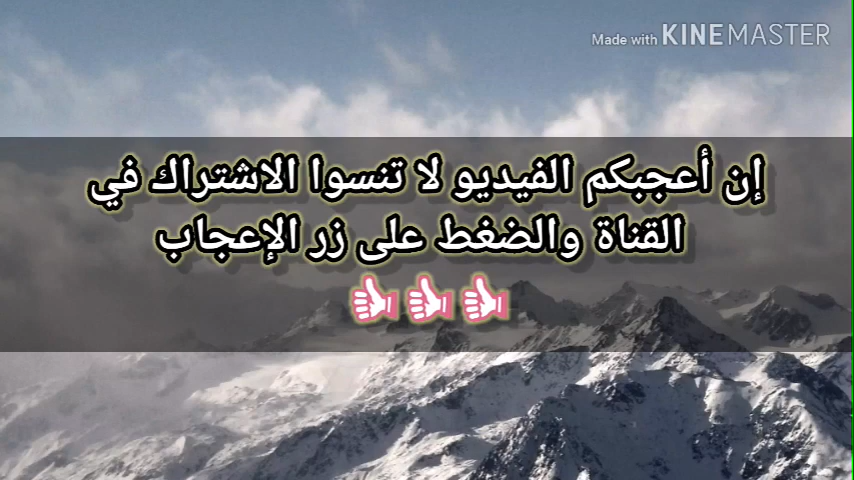 Made with KINEMASTER
إن أعجبكم الفيديو لا تنسوا الاشتراك في
القناة والضغط على زر الإعجاب
👍👍👍